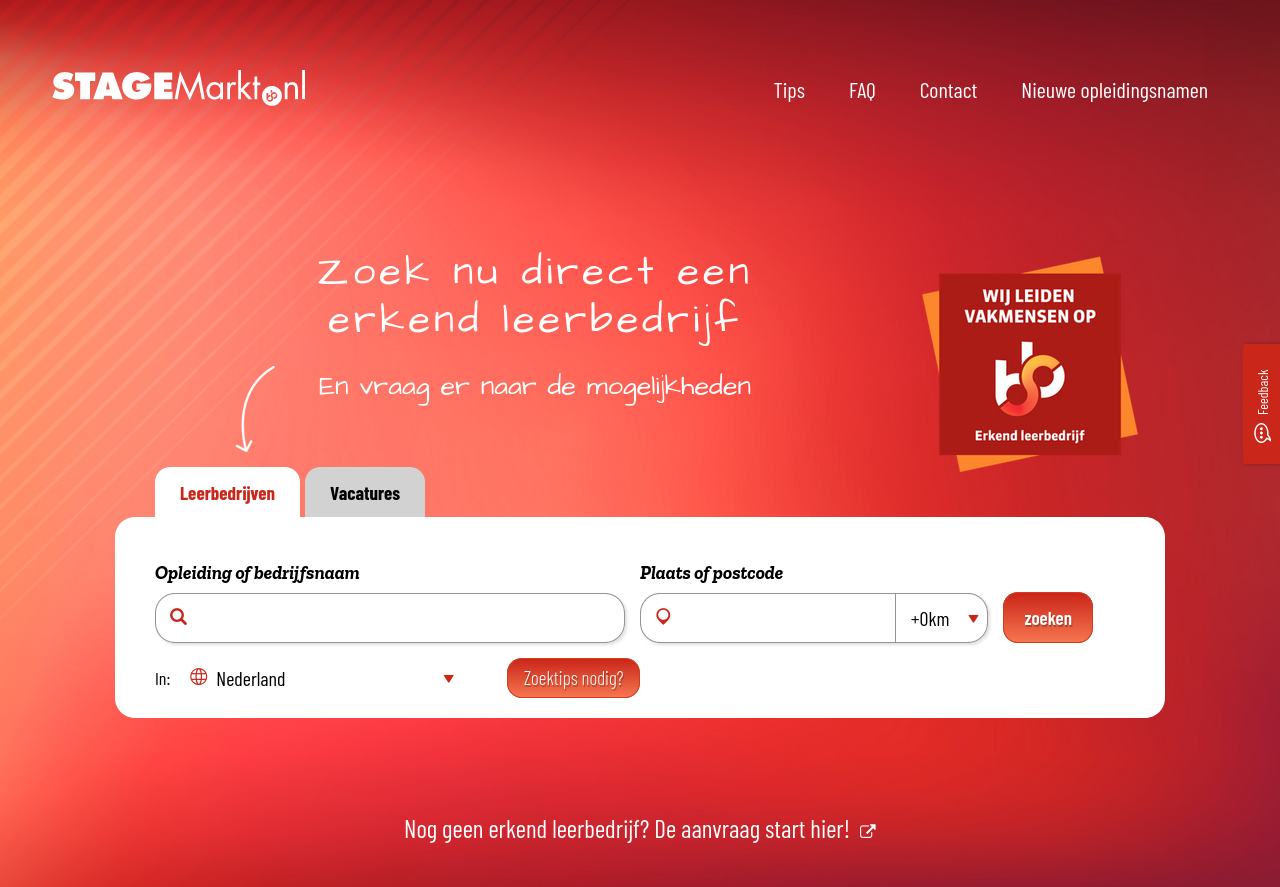 STAGEMarkt.nl
Tips
FAQ
Contact
Nieuwe opleidingsnamen
Zoek nu direct een
erkend leerbedrijf
En vraag er naar de mogelijkheden
WIJ LEIDEN
VAKMENSEN OP
Erkend leerbedrijf
Feedback
Leerbedrijven
Vacatures
Opleiding of bedrijfsnaam
Plaats of postcode
+0km
zoeken
In:
Nederland
Zoektips nodig?
Nog geen erkend leerbedrijf? De aanvraag start hier!